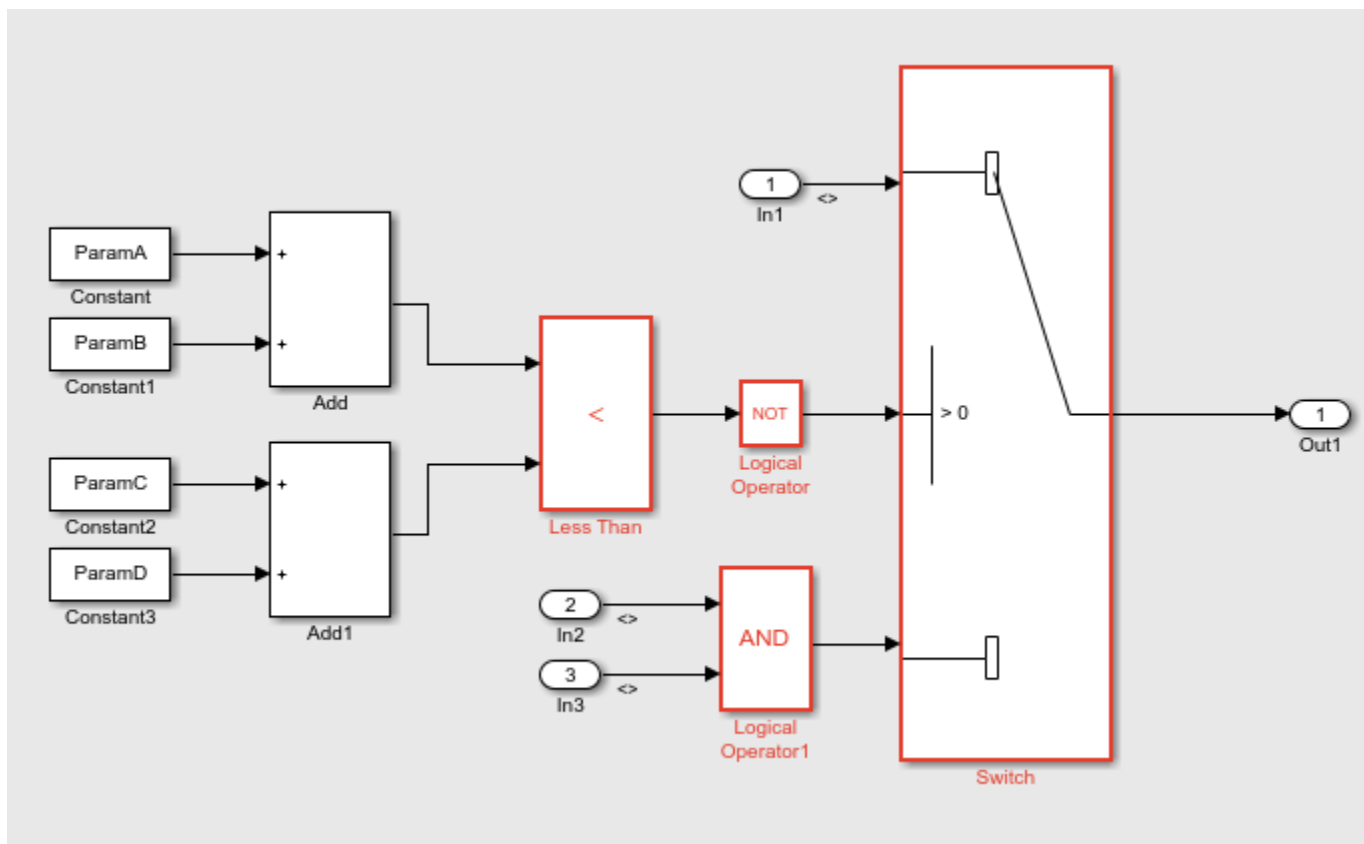 1
In1
<>
ParamA
Constant
+
ParamB
Constant1
+
Add
ParamC
Constant2
+
ParamD
Constant3
+
Add1
<
Less Than
NOT
Logical
Operator
2
In2
<>
3
In3
<>
AND
Logical
Operator1
> 0
Switch
1
Out1